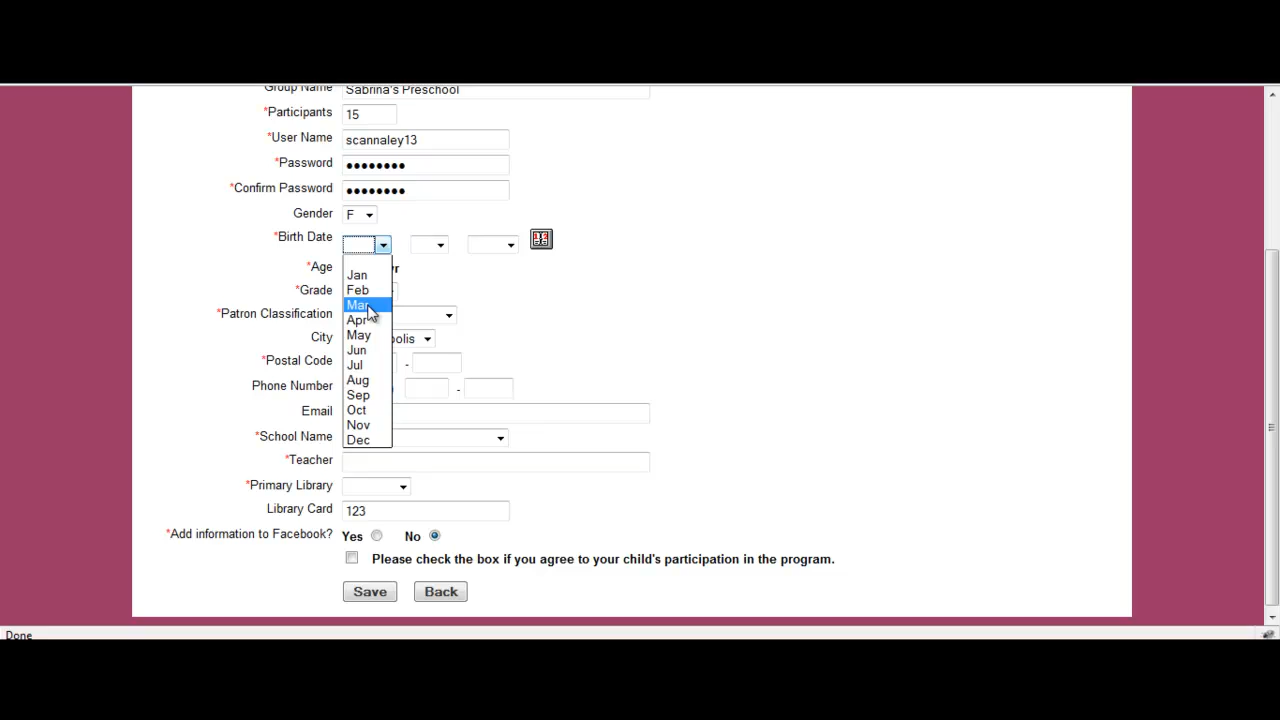 Group Name Sabrina's Preschool
*Participants 15
*User Name scannaley13
*Password ●●●●●●●●
*Confirm Password ●●●●●●●●
Gender F
*Birth Date
*Age
Jan
Feb
*Grade
Mar
*Patron Classification
Apr
City
May
*Postal Code -
Jun
Jul
Phone Number -
Aug
Sep
Email
Oct
Nov
*School Name
Dec
*Teacher
*Primary Library
Library Card 123
*Add information to Facebook? Yes No
Please check the box if you agree to your child's participation in the program.
Save Back
Done